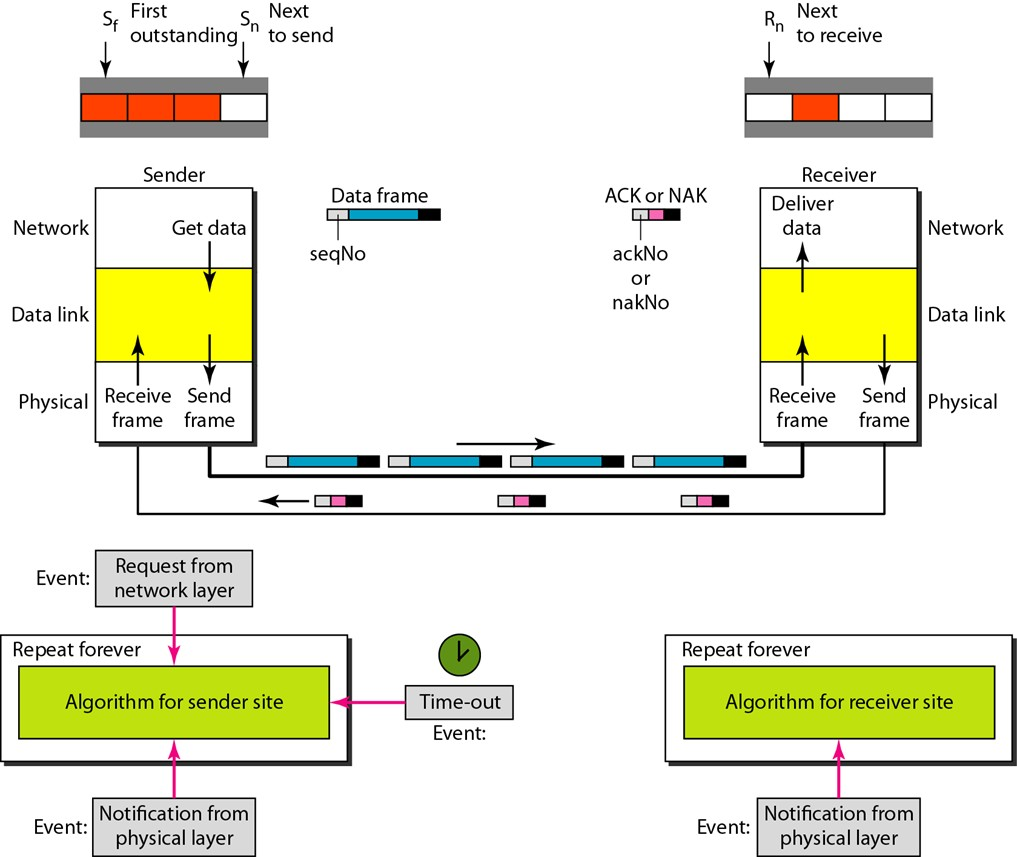 Sf First
outstanding
Sn Next
to send
Rn Next
to receive
Sender
Receiver
Data frame
seqNo
ACK or NAK
ackNo
or
nakNo
Network
Get data
Data link
Physical
Receive
frame
Send
frame
Deliver
data
Network
Data link
Receive
frame
Send
frame
Physical
Event:
Request from
network layer
Repeat forever
Algorithm for sender site
Time-out
Event:
Event:
Notification from
physical layer
Repeat forever
Algorithm for receiver site
Event:
Notification from
physical layer